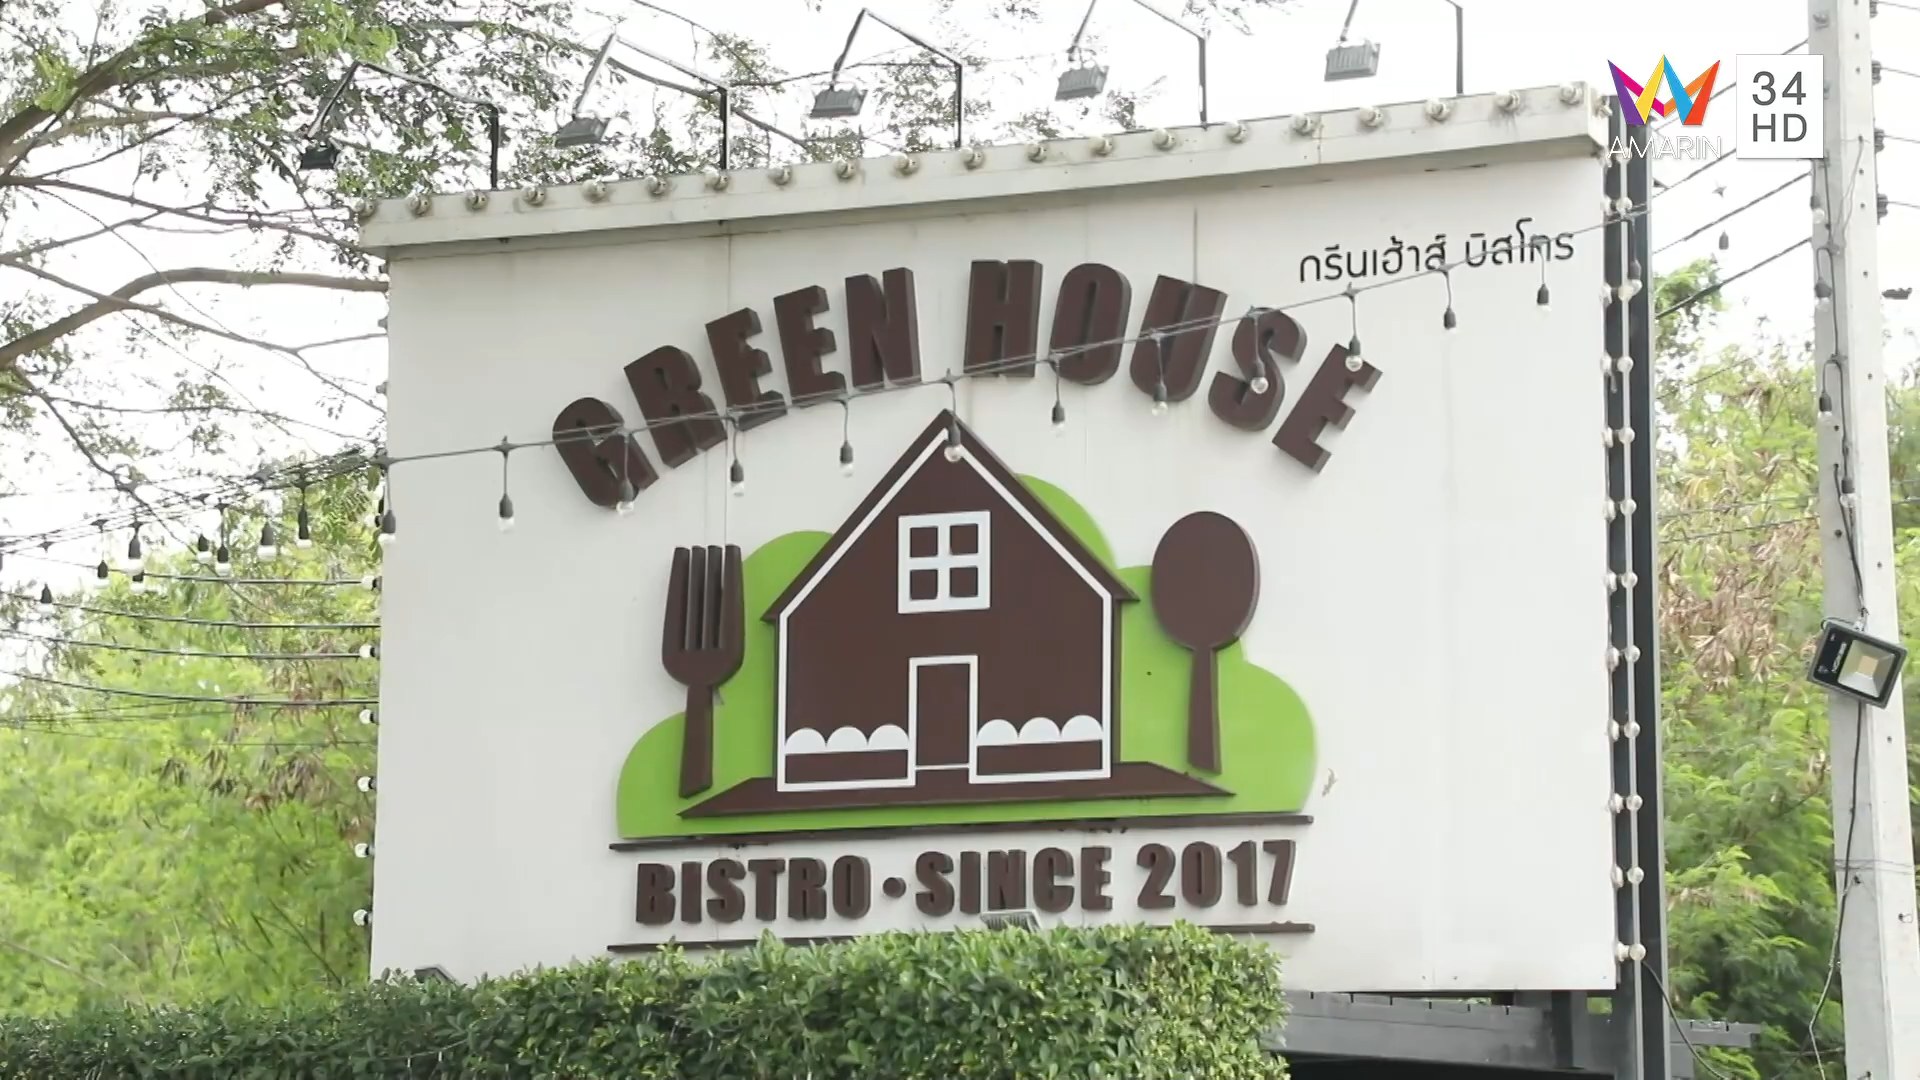 AMARIN
34
HD
กรีนเฮ้าส์ บิสโทร
GREEN HOUSE
BISTRO • SINCE 2017